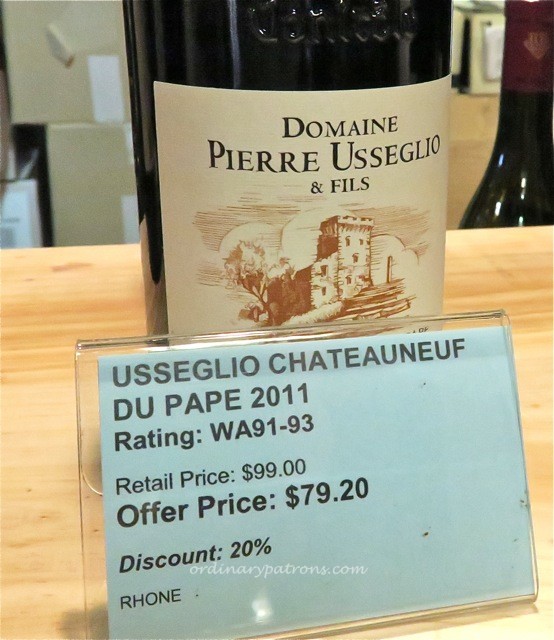 DOMAINE
PIERRE USSEGLIO
& FILS
USSEGLIO CHATEAUNEUF
DU PAPE 2011
Rating: WA91-93
Retail Price: $99.00
Offer Price: $79.20
Discount: 20%
ordinarypatrons.com
RHONE